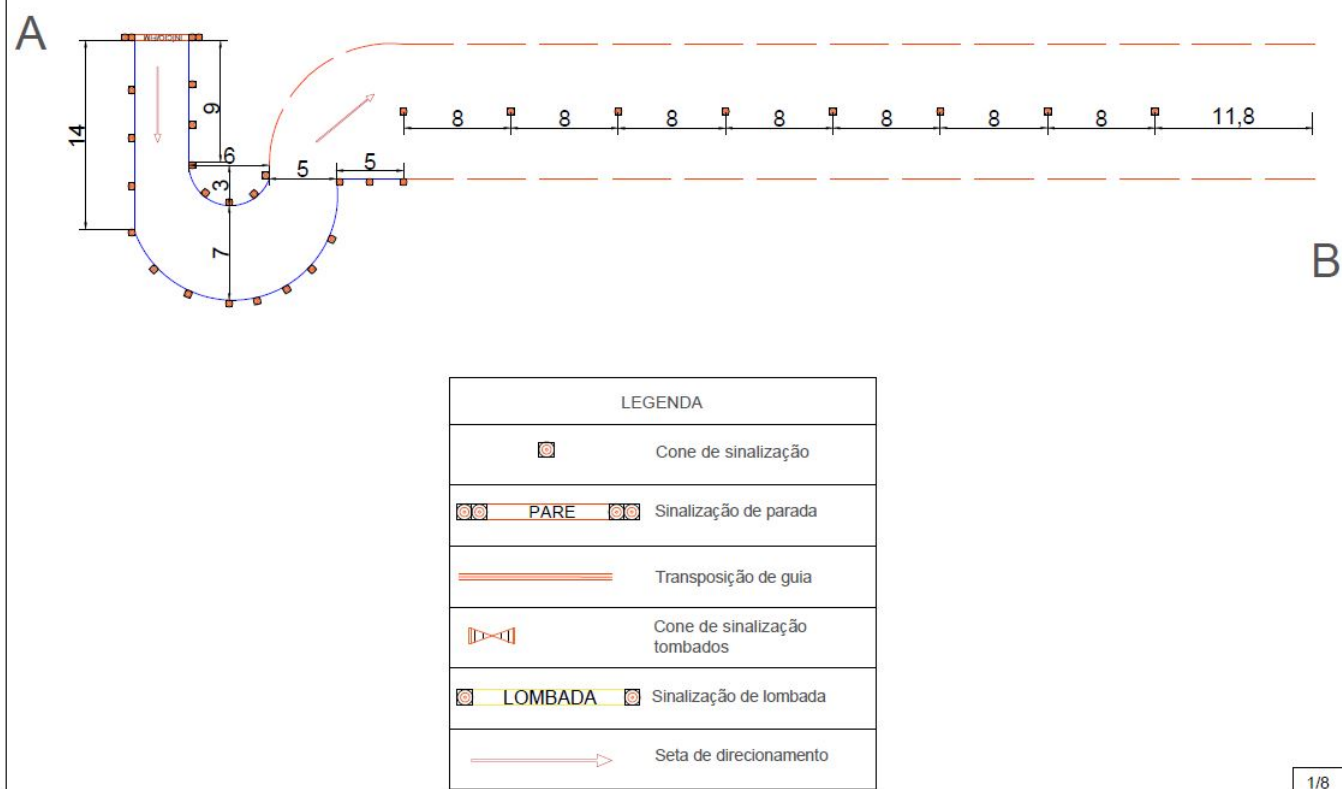 A
INÍCIO/FIM
14
9
6
3
5
5
7
8
8
8
8
8
8
8
11,8
B
LEGENDA
Cone de sinalização
PARE
Sinalização de parada
Transposição de guia
Cone de sinalização
tombados
LOMBADA
Sinalização de lombada
Seta de direcionamento
1/8